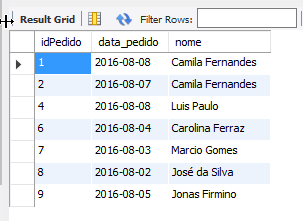 Result Grid Filter Rows:
idPedido data_pedido nome
1 2016-08-08 Camila Fernandes
2 2016-08-07 Camila Fernandes
4 2016-08-08 Luis Paulo
6 2016-08-04 Carolina Ferraz
7 2016-08-03 Marcio Gomes
8 2016-08-02 José da Silva
9 2016-08-05 Jonas Firmino